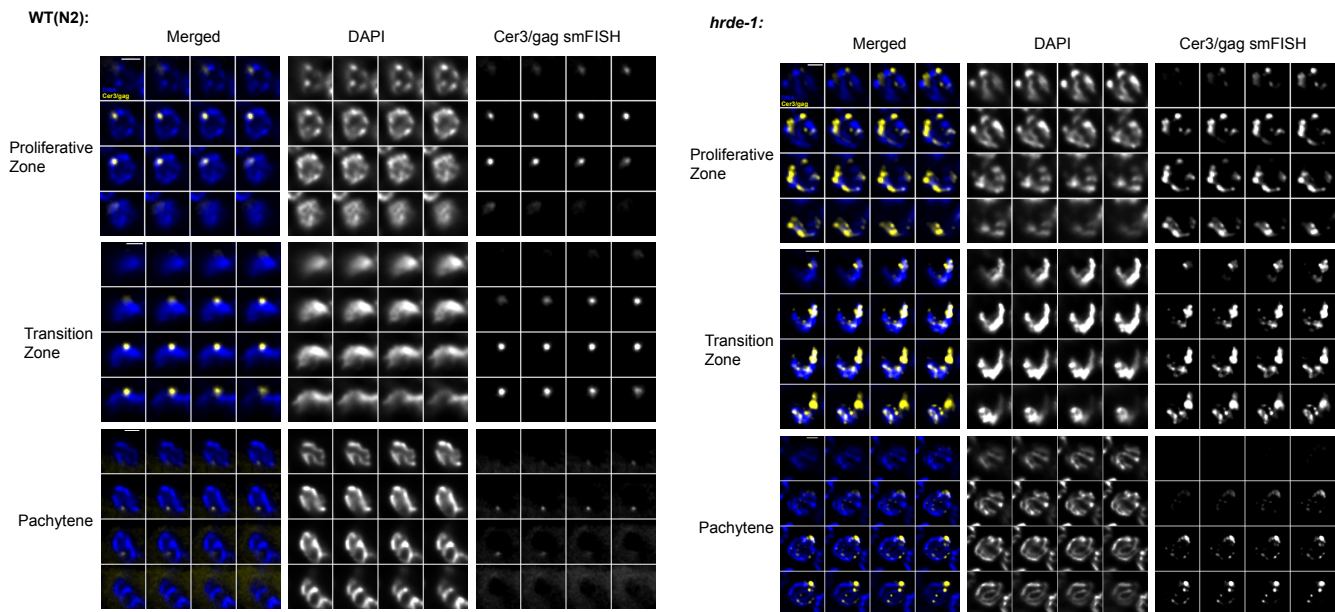 WT(N2):
Merged
DAPI
Cer3/gag smFISH
Cer3/gag
Proliferative
Zone
Transition
Zone
Pachytene
hrde-1:
Merged
DAPI
Cer3/gag smFISH
Cer3/gag
Proliferative
Zone
Transition
Zone
Pachytene